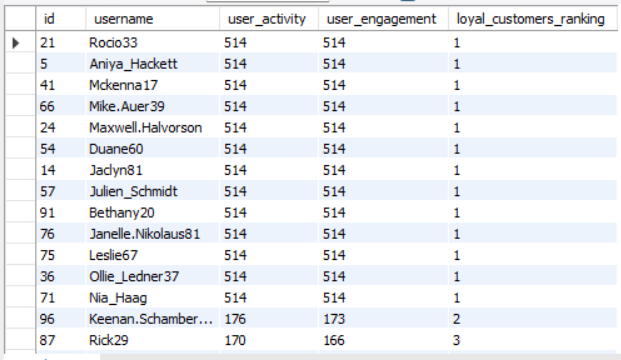 id username user_activity user_engagement loyal_customers_ranking
21 Rocio33 514 514 1
5 Aniya_Hackett 514 514 1
41 Mckenna17 514 514 1
66 Mike.Auer39 514 514 1
24 Maxwell.Halvorson 514 514 1
54 Duane60 514 514 1
14 Jaclyn81 514 514 1
57 Julien_Schmidt 514 514 1
91 Bethany20 514 514 1
76 Janelle.Nikolaus81 514 514 1
75 Leslie67 514 514 1
36 Ollie_Ledner37 514 514 1
71 Nia_Haag 514 514 1
96 Keenan.Schamber... 176 173 2
87 Rick29 170 166 3